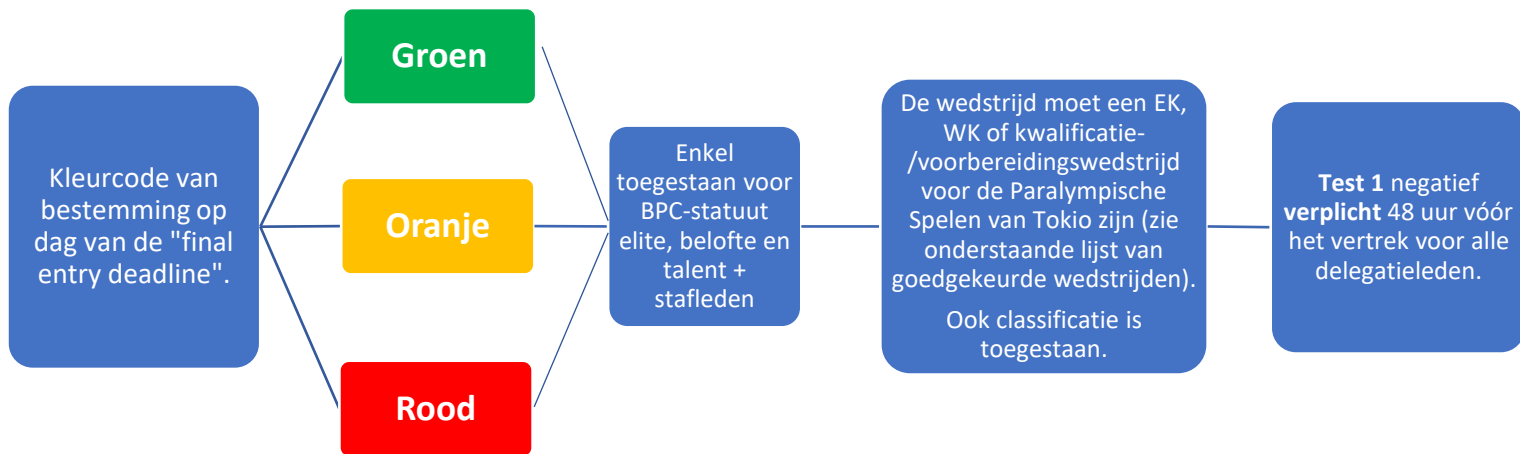 Kleurcode van
bestemming op
dag van de "final
entry deadline".
Groen
Oranje
Rood
Enkel
toegestaan voor
BPC-statuut
elite, belofte en
talent +
stafleden
De wedstrijd moet een EK,
WK of kwalificatie-
/voorbereidingswedstrijd
voor de Paralympische
Spelen van Tokio zijn (zie
onderstaande lijst van
goedgekeurde wedstrijden).
Ook classificatie is
toegestaan.
Test 1 negatief
verplicht 48 uur vóór
het vertrek voor alle
delegatieleden.